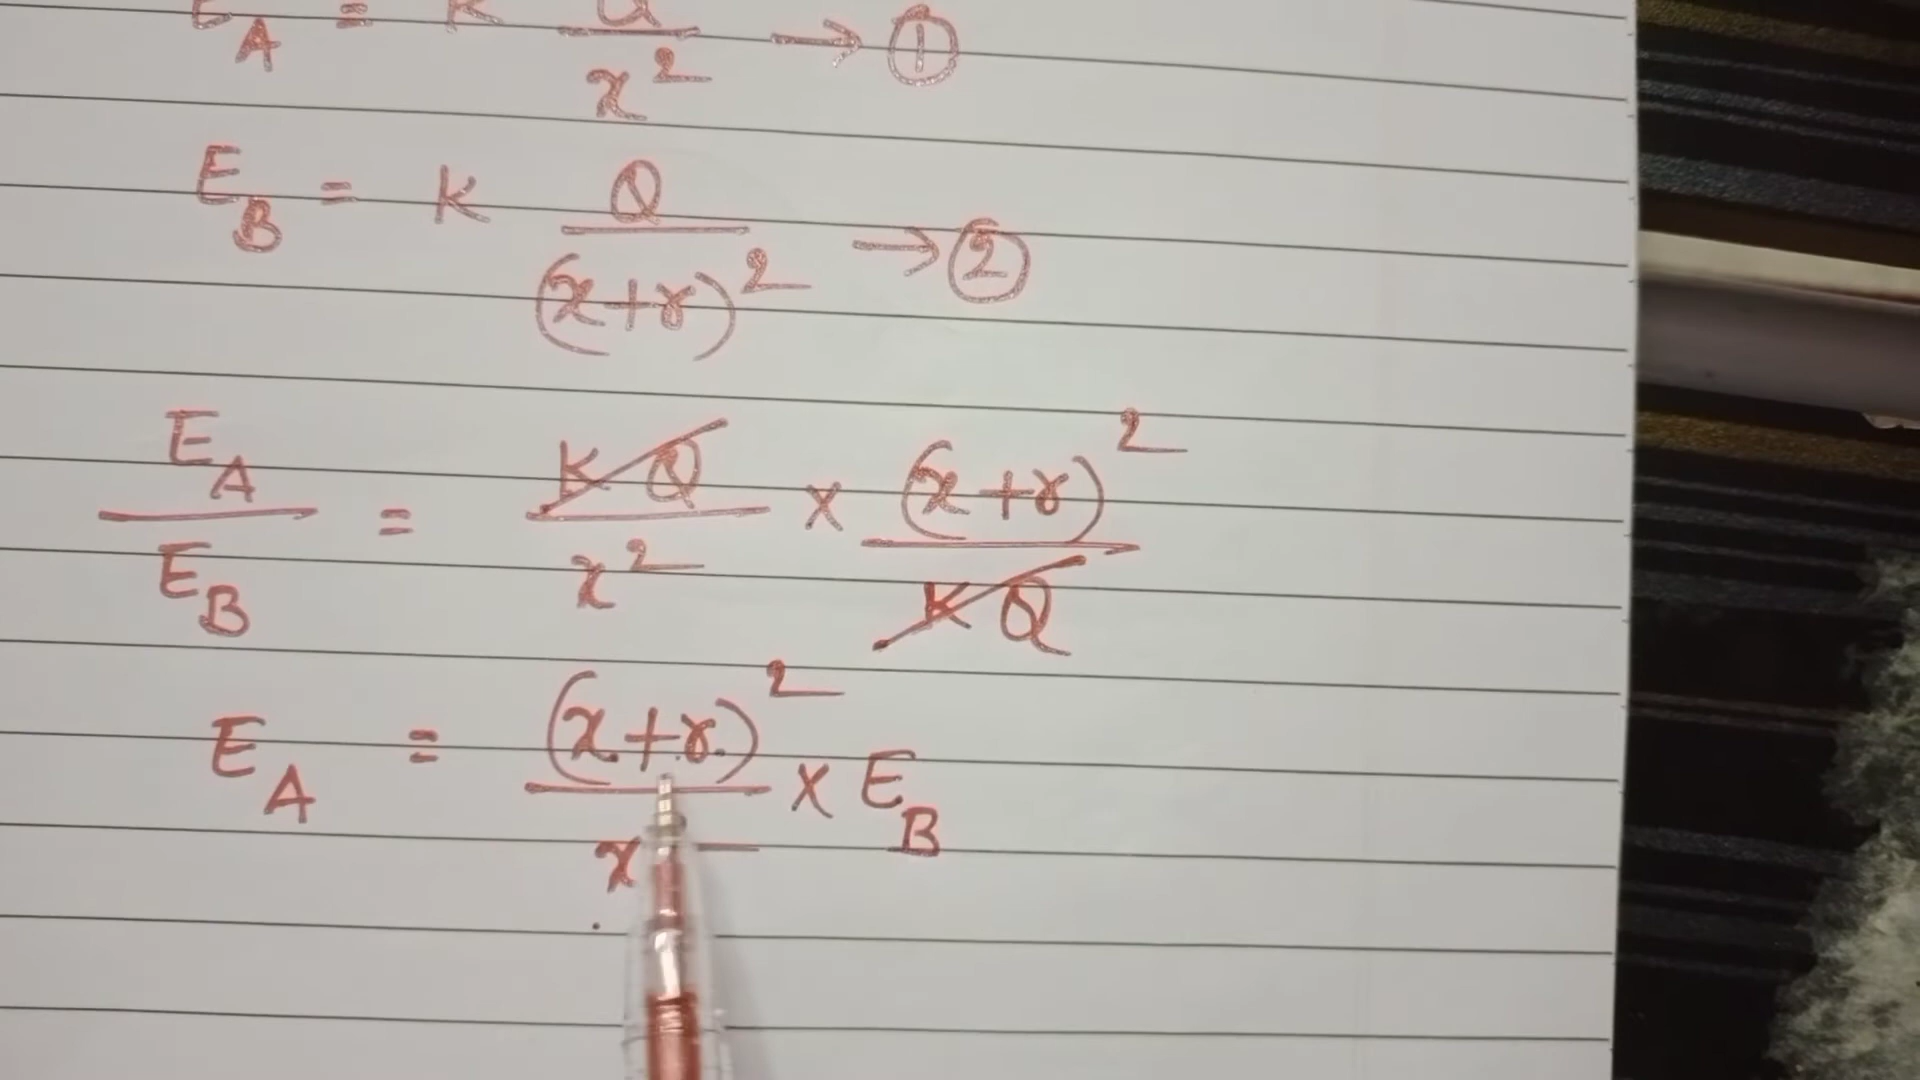 E_A = K Q/x² → ①
E_B = K Q/(x+r)² → ②
E_A/E_B = KQ/x² × (x+r)²/KQ
E_A = (x+r)²/x × E_B